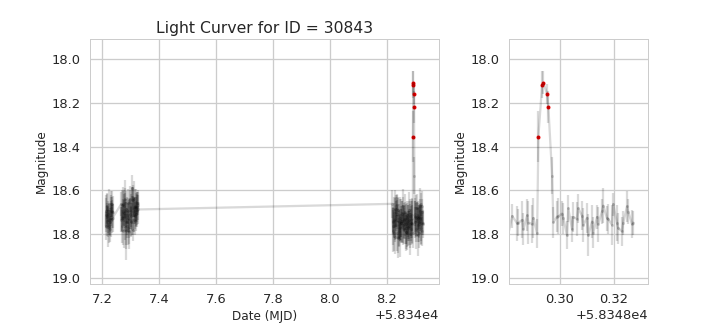 Light Curver for ID = 30843
Magnitude
18.0
18.2
18.4
18.6
18.8
19.0
7.2 7.4 7.6 7.8 8.0 8.2
Date (MJD)
+5.834e4
Magnitude
18.0
18.2
18.4
18.6
18.8
19.0
0.30 0.32
+5.8348e4